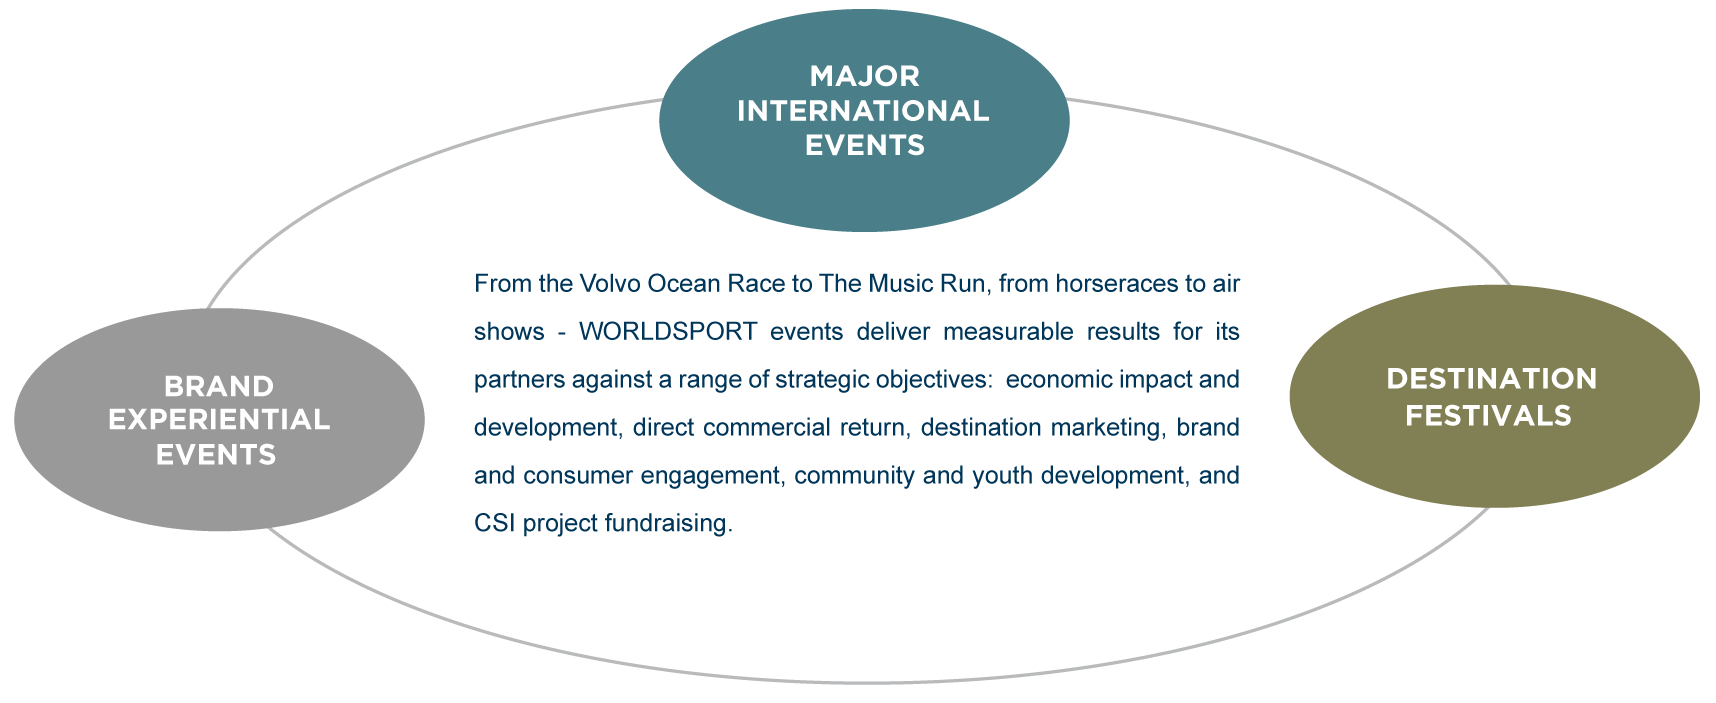 MAJOR
INTERNATIONAL
EVENTS
From the Volvo Ocean Race to The Music Run, from horseraces to air
shows - WORLDSPORT events deliver measurable results for its
partners against a range of strategic objectives:  economic impact and
development, direct commercial return, destination marketing, brand
and consumer engagement, community and youth development, and
CSI project fundraising.
BRAND
EXPERIENTIAL
EVENTS
DESTINATION
FESTIVALS